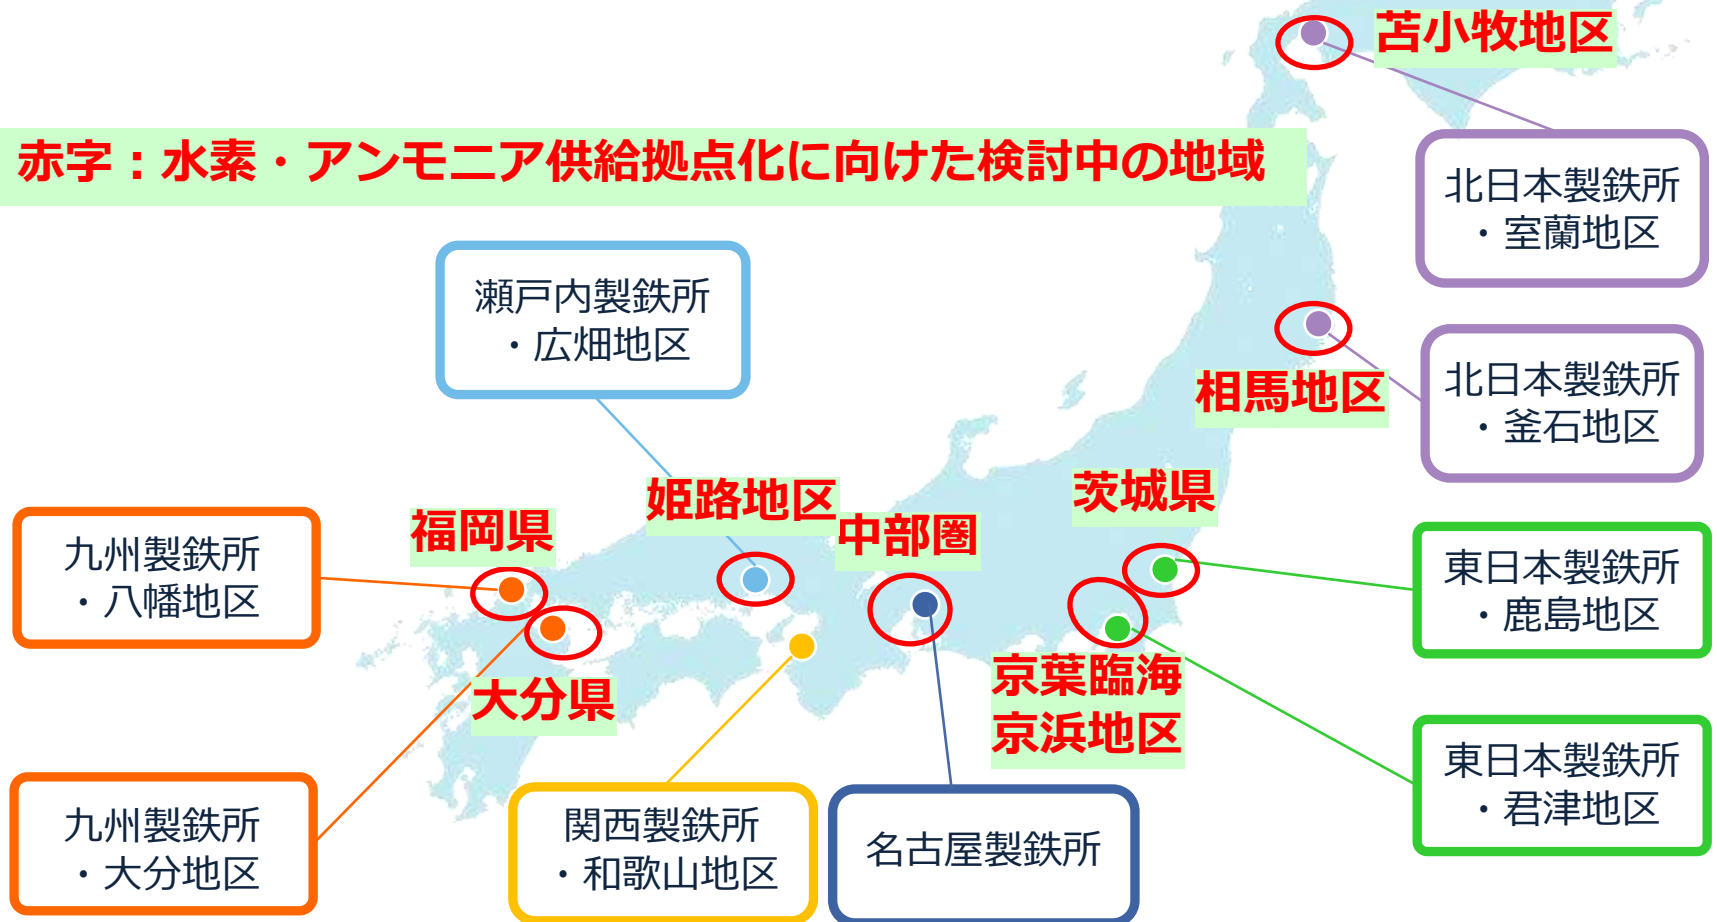 苫小牧地区
赤字：水素・アンモニア供給拠点化に向けた検討中の地域
北日本製鉄所
・室蘭地区
瀬戸内製鉄所
・広畑地区
北日本製鉄所
・釜石地区
相馬地区
姫路地区
茨城県
福岡県
中部圏
九州製鉄所
・八幡地区
東日本製鉄所
・鹿島地区
大分県
京葉臨海
京浜地区
九州製鉄所
・大分地区
関西製鉄所
・和歌山地区
名古屋製鉄所
東日本製鉄所
・君津地区